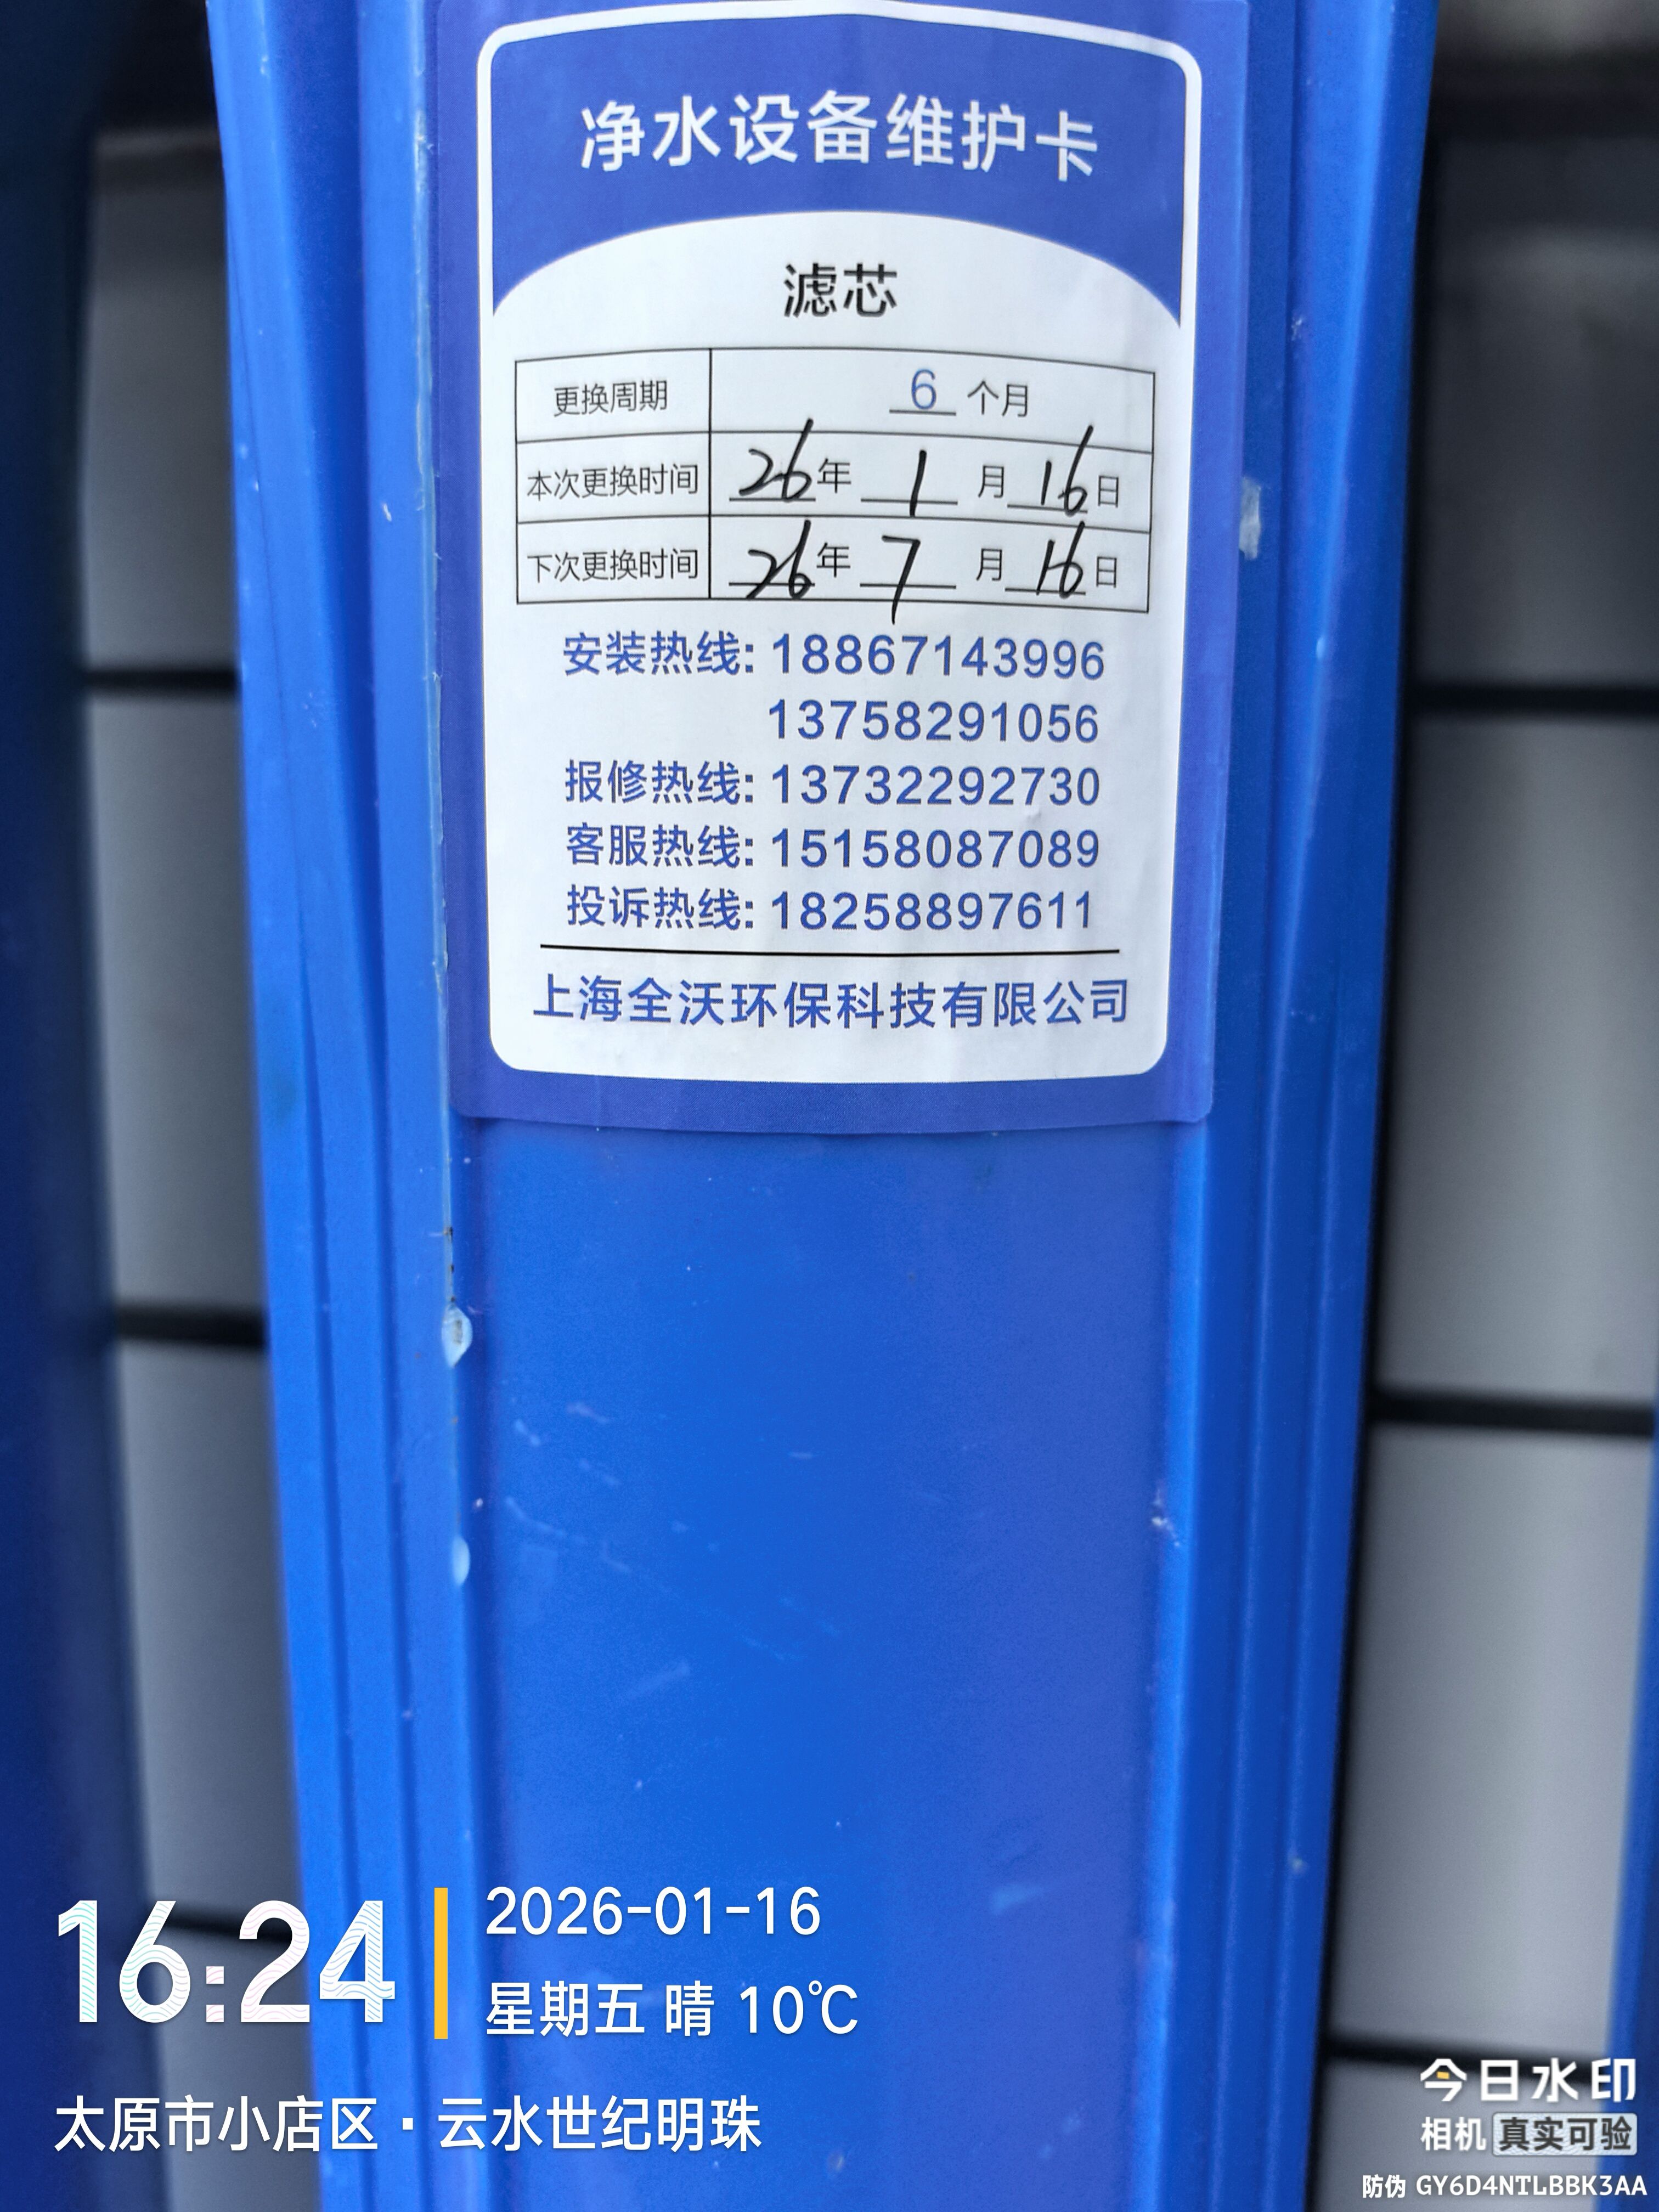 净水设备维护卡
滤芯
更换周期 6 个月
本次更换时间 26年 1 月 16日
下次更换时间 26年 7 月 16日
安装热线: 18867143996
13758291056
报修热线: 13732292730
客服热线: 15158087089
投诉热线: 18258897611
上海全沃环保科技有限公司
16:24
2026-01-16
星期五 晴 10℃
太原市小店区·云水世纪明珠
今日水印
相机 真实可验
防伪 GY6D4NTLBBK3AA